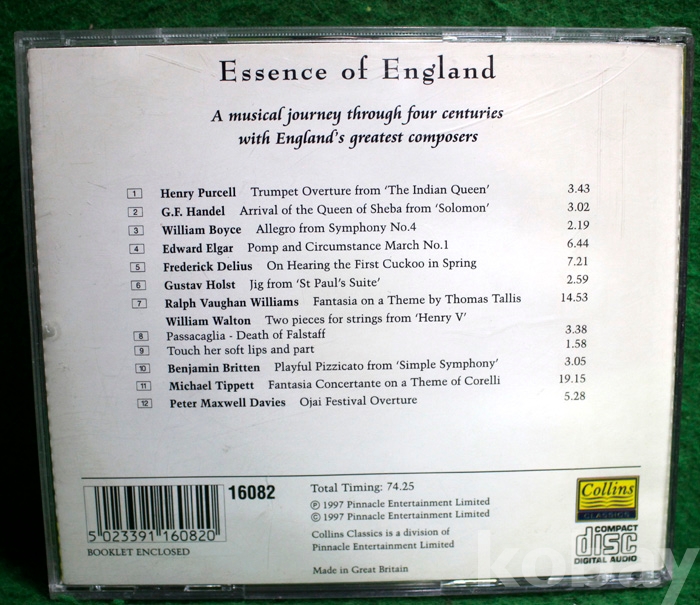 Essence of England
A musical journey through four centuries
with England's greatest composers
1 Henry Purcell Trumpet Overture from 'The Indian Queen' 3.43
2 G.F. Handel Arrival of the Queen of Sheba from 'Solomon' 3.02
3 William Boyce Allegro from Symphony No.4 2.19
4 Edward Elgar Pomp and Circumstance March No.1 6.44
5 Frederick Delius On Hearing the First Cuckoo in Spring 7.21
6 Gustav Holst Jig from 'St Paul's Suite' 2.59
7 Ralph Vaughan Williams Fantasia on a Theme by Thomas Tallis 14.53
William Walton Two pieces for strings from 'Henry V'
8 Passacaglia - Death of Falstaff 3.38
9 Touch her soft lips and part 1.58
10 Benjamin Britten Playful Pizzicato from 'Simple Symphony' 3.05
11 Michael Tippett Fantasia Concertante on a Theme of Corelli 19.15
12 Peter Maxwell Davies Ojai Festival Overture 5.28
16082
5 023391 160820
BOOKLET ENCLOSED
Total Timing: 74.25
℗ 1997 Pinnacle Entertainment Limited
© 1997 Pinnacle Entertainment Limited
Collins Classics is a division of
Pinnacle Entertainment Limited
Made in Great Britain
Collins
CLASSICS
COMPACT
disc
DIGITAL AUDIO
kobay